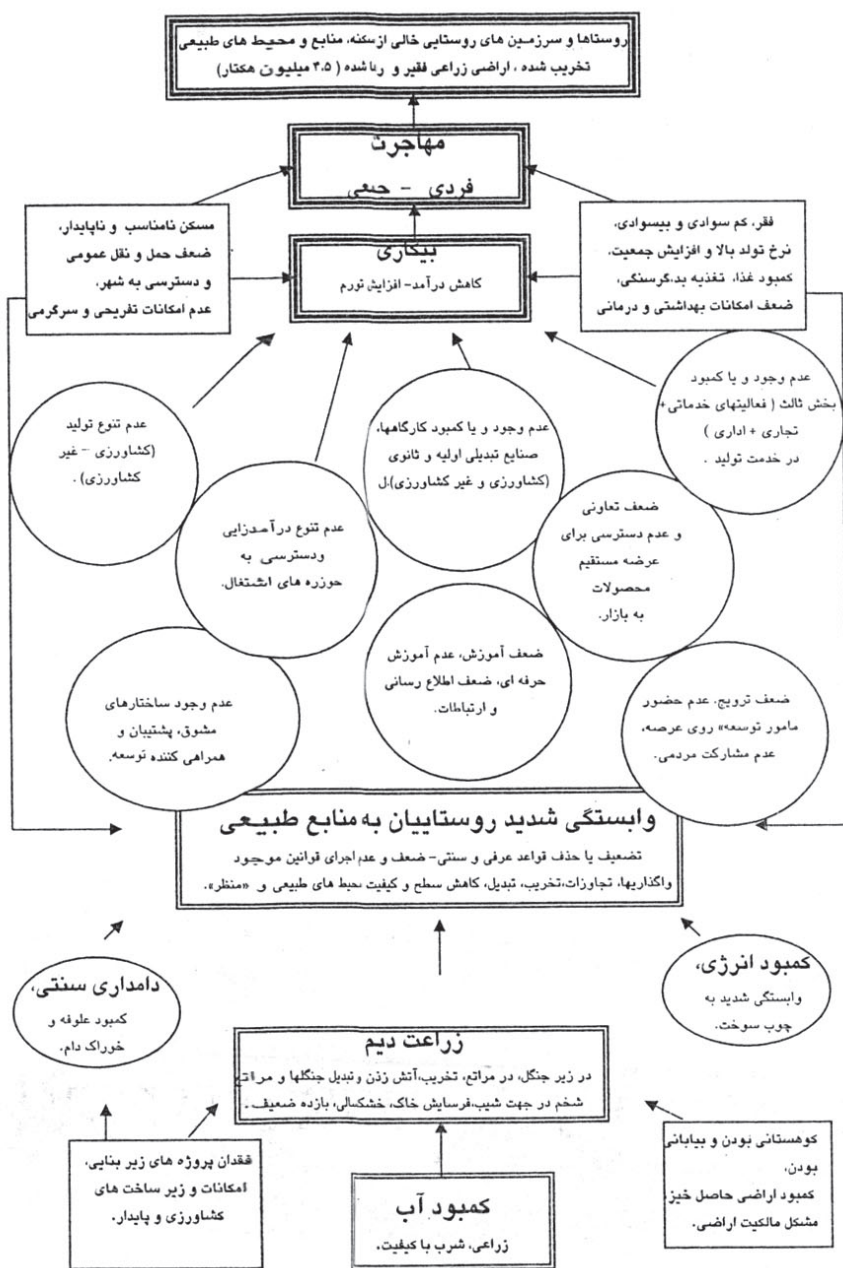 روستاها و سرزمین های روستایی خالی از سکنه، منابع و محیط های طبیعی
تخریب شده ، اراضی زراعی فقیر و رها شده ( ۴.۵ میلیون هکتار)
مهاجرت
فردی - جمعی
فقر، کم سوادی و بیسوادی،
نرخ تولد بالا و افزایش جمعیت،
کمبود غذا، تغذیه بد،گرسنگی،
ضعف امکانات بهداشتی و درمانی
بیکاری
کاهش درآمد- افزایش تورم
مسکن نامناسب و ناپایدار،
ضعف حمل و نقل عمومی
و دسترسی به شهر،
عدم امکانات تفریحی و سرگرمی
عدم وجود و یا کمبود
بخش ثالث ( فعالیتهای خدماتی+
تجاری + اداری )
در خدمت تولید .
عدم وجود و یا کمبود کارگاهها،
صنایع تبدیلی اولیه و ثانوی
(کشاورزی و غیر کشاورزی).
عدم تنوع تولید
(کشاورزی - غیر
کشاورزی) .
ضعف تعاونی
و عدم دسترسی برای
عرضه مستقیم
محصولات
به بازار.
عدم تنوع درآمدزایی
ودسترسی به
حوزره های اشتغال.
ضعف ترویج، عدم حضور
مامور توسعه» روی عرصه،
عدم مشارکت مردمی.
ضعف آموزش، عدم آموزش
حرفه ای، ضعف اطلاع رسانی
و ارتباطات.
عدم وجود ساختارهای
مشوق، پشتیبان و
همراهی کننده توسعه.
وابستگی شدید روستاییان به منابع طبیعی
تضعیف یا حذف قواعد عرفی و سنتی- ضعف و عدم اجرای قوانین موجود
واگذاریها، تجاوزات،تخریب، تبدیل، کاهش سطح و کیفیت محیط های طبیعی و «منظر».
کمبود انرژی،
وابستگی شدید به
چوب سوخت.
دامداری سنتی،
کمبود علوفه و
خوراک دام.
زراعت دیم
در زیر جنگل، در مراتع، تخریب،آتش زدن وتبدیل جنگلها و مراتع
شخم در جهت شیب،فرسایش خاک، خشکسالی، بازده ضعیف .
کوهستانی بودن و بیابانی
بودن،
کمبود اراضی حاصل خیز،
مشکل مالکیت اراضی.
کمبود آب
زراعی، شرب با کیفیت.
فقدان پروژه های زیر بنایی،
امکانات و زیر ساخت های
کشاورزی و پایدار.